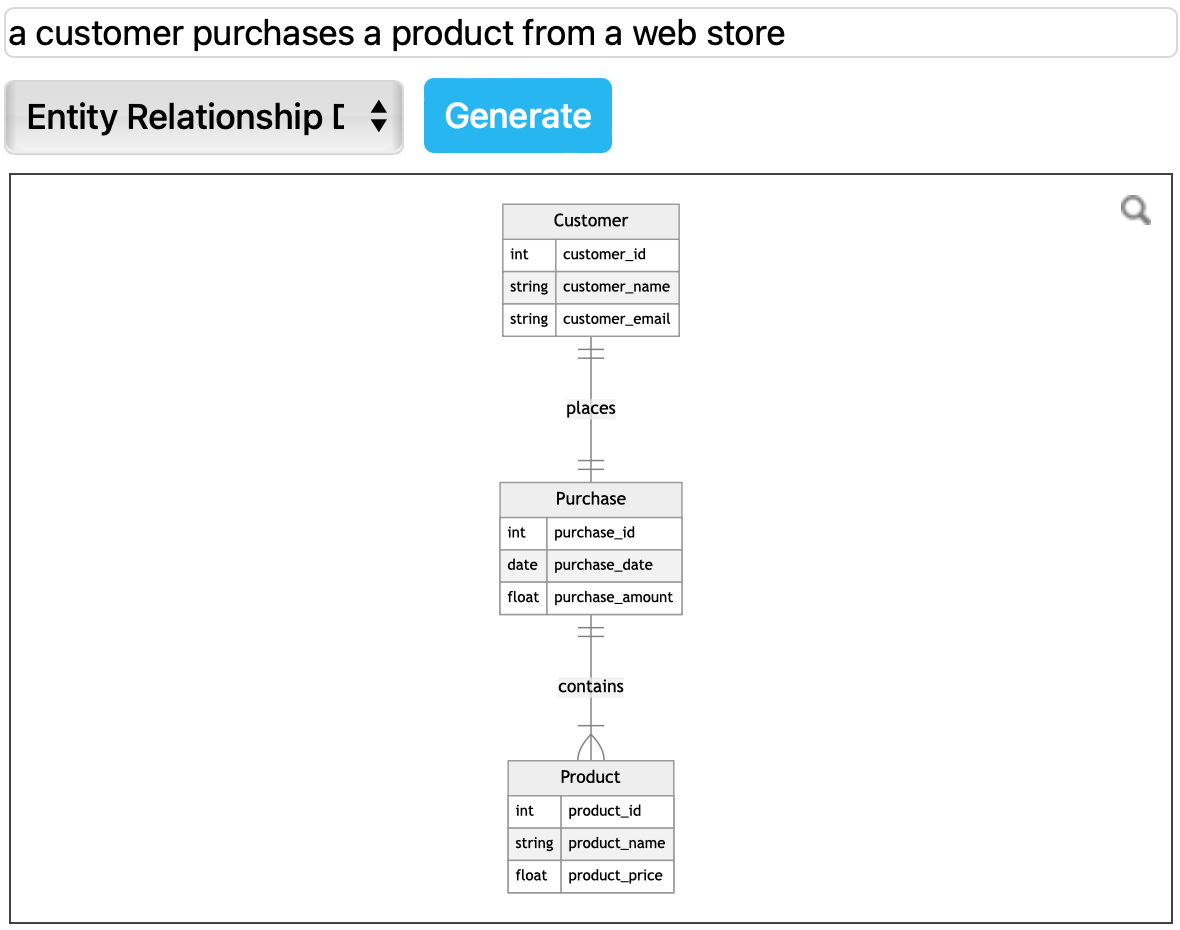 a customer purchases a product from a web store
Entity Relationship D
Generate
Customer
int customer_id
string customer_name
string customer_email
places
Purchase
int purchase_id
date purchase_date
float purchase_amount
contains
Product
int product_id
string product_name
float product_price